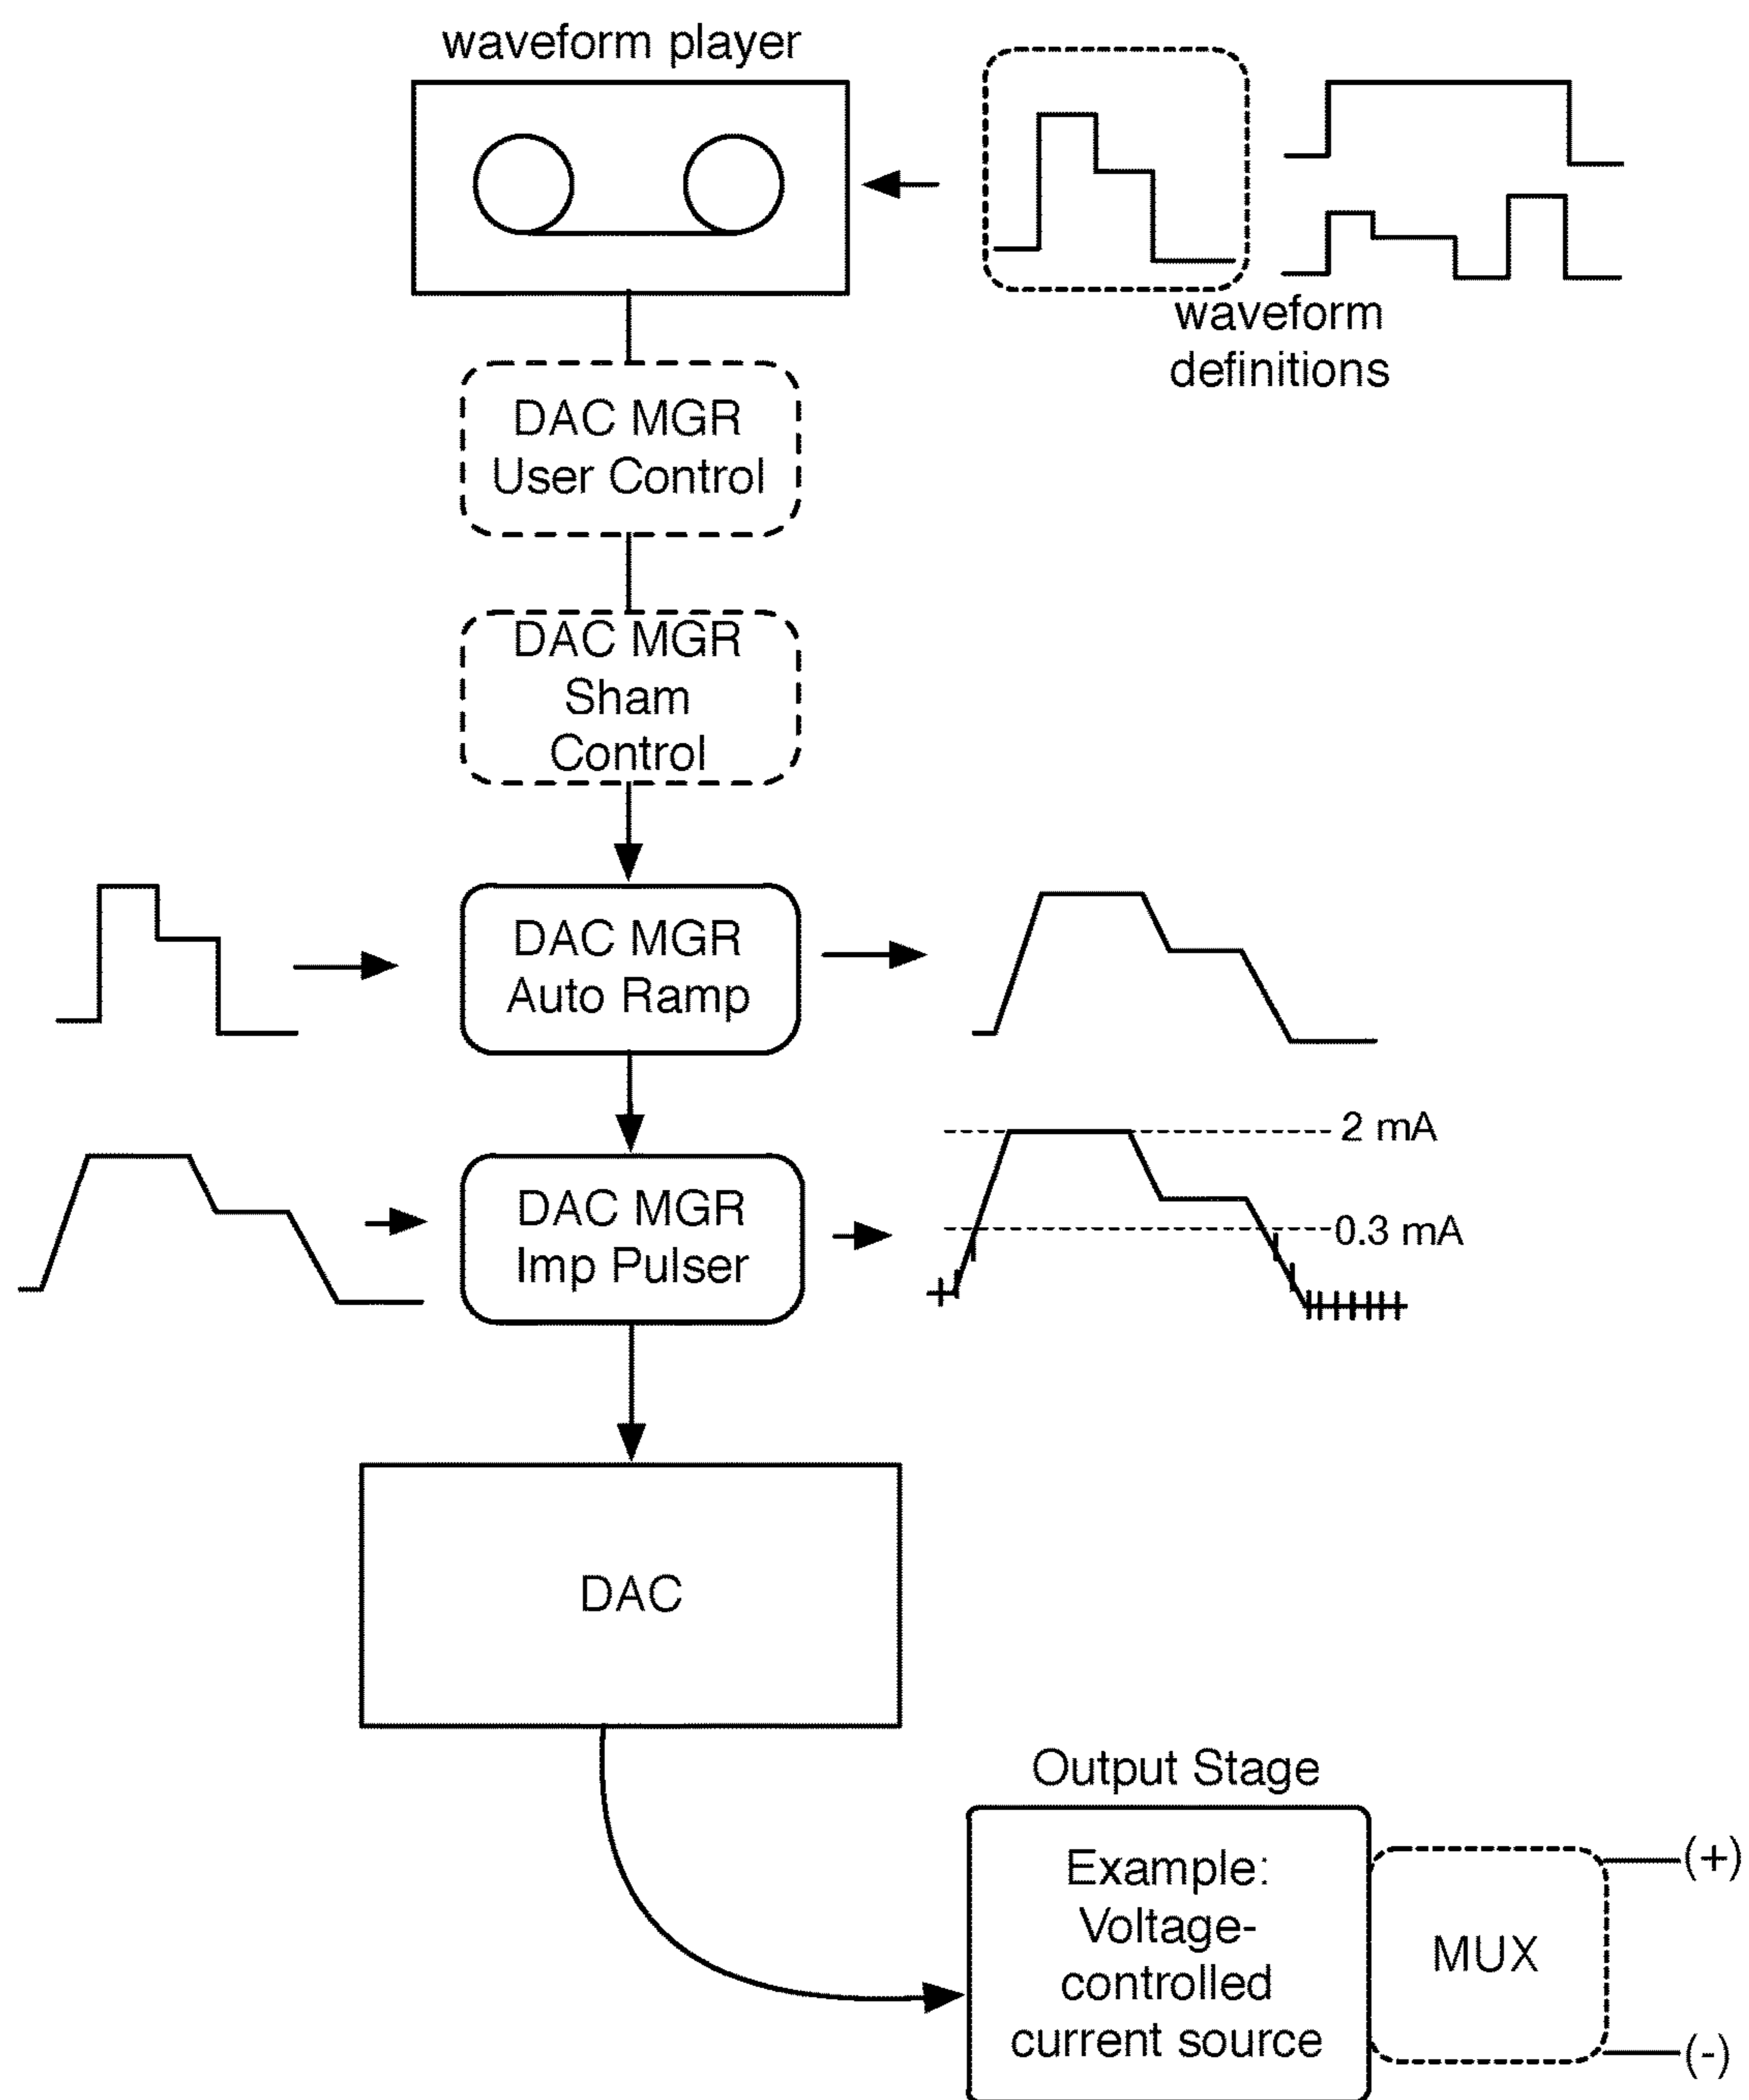 waveform player
waveform
definitions
DAC MGR
User Control
DAC MGR
Sham
Control
DAC MGR
Auto Ramp
2 mA
DAC MGR
Imp Pulser
0.3 mA
DAC
Output Stage
Example:
Voltage-
controlled
current source
MUX
(+)
(-)